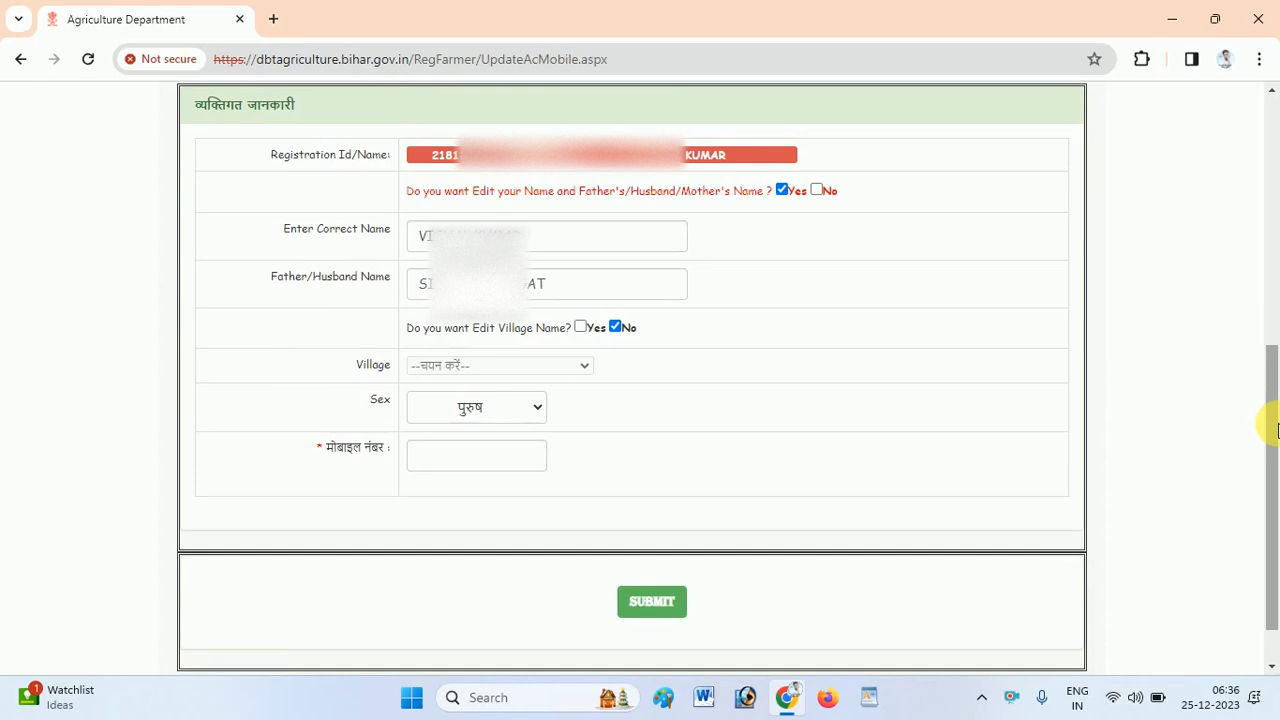 Agriculture Department
Not secure
https://dbtagriculture.bihar.gov.in/RegFarmer/UpdateAcMobile.aspx
व्यक्तिगत जानकारी
Registration Id/Name:
2181 KUMAR
Do you want Edit your Name and Father's/Husband/Mother's Name ? Yes No
Enter Correct Name
Father/Husband Name
Do you want Edit Village Name? Yes No
Village --चयन करें--
Sex पुरुष
* मोबाइल नंबर :
SUBMIT
1 Watchlist
Ideas
Search
ENG
IN
06:36
25-12-2023